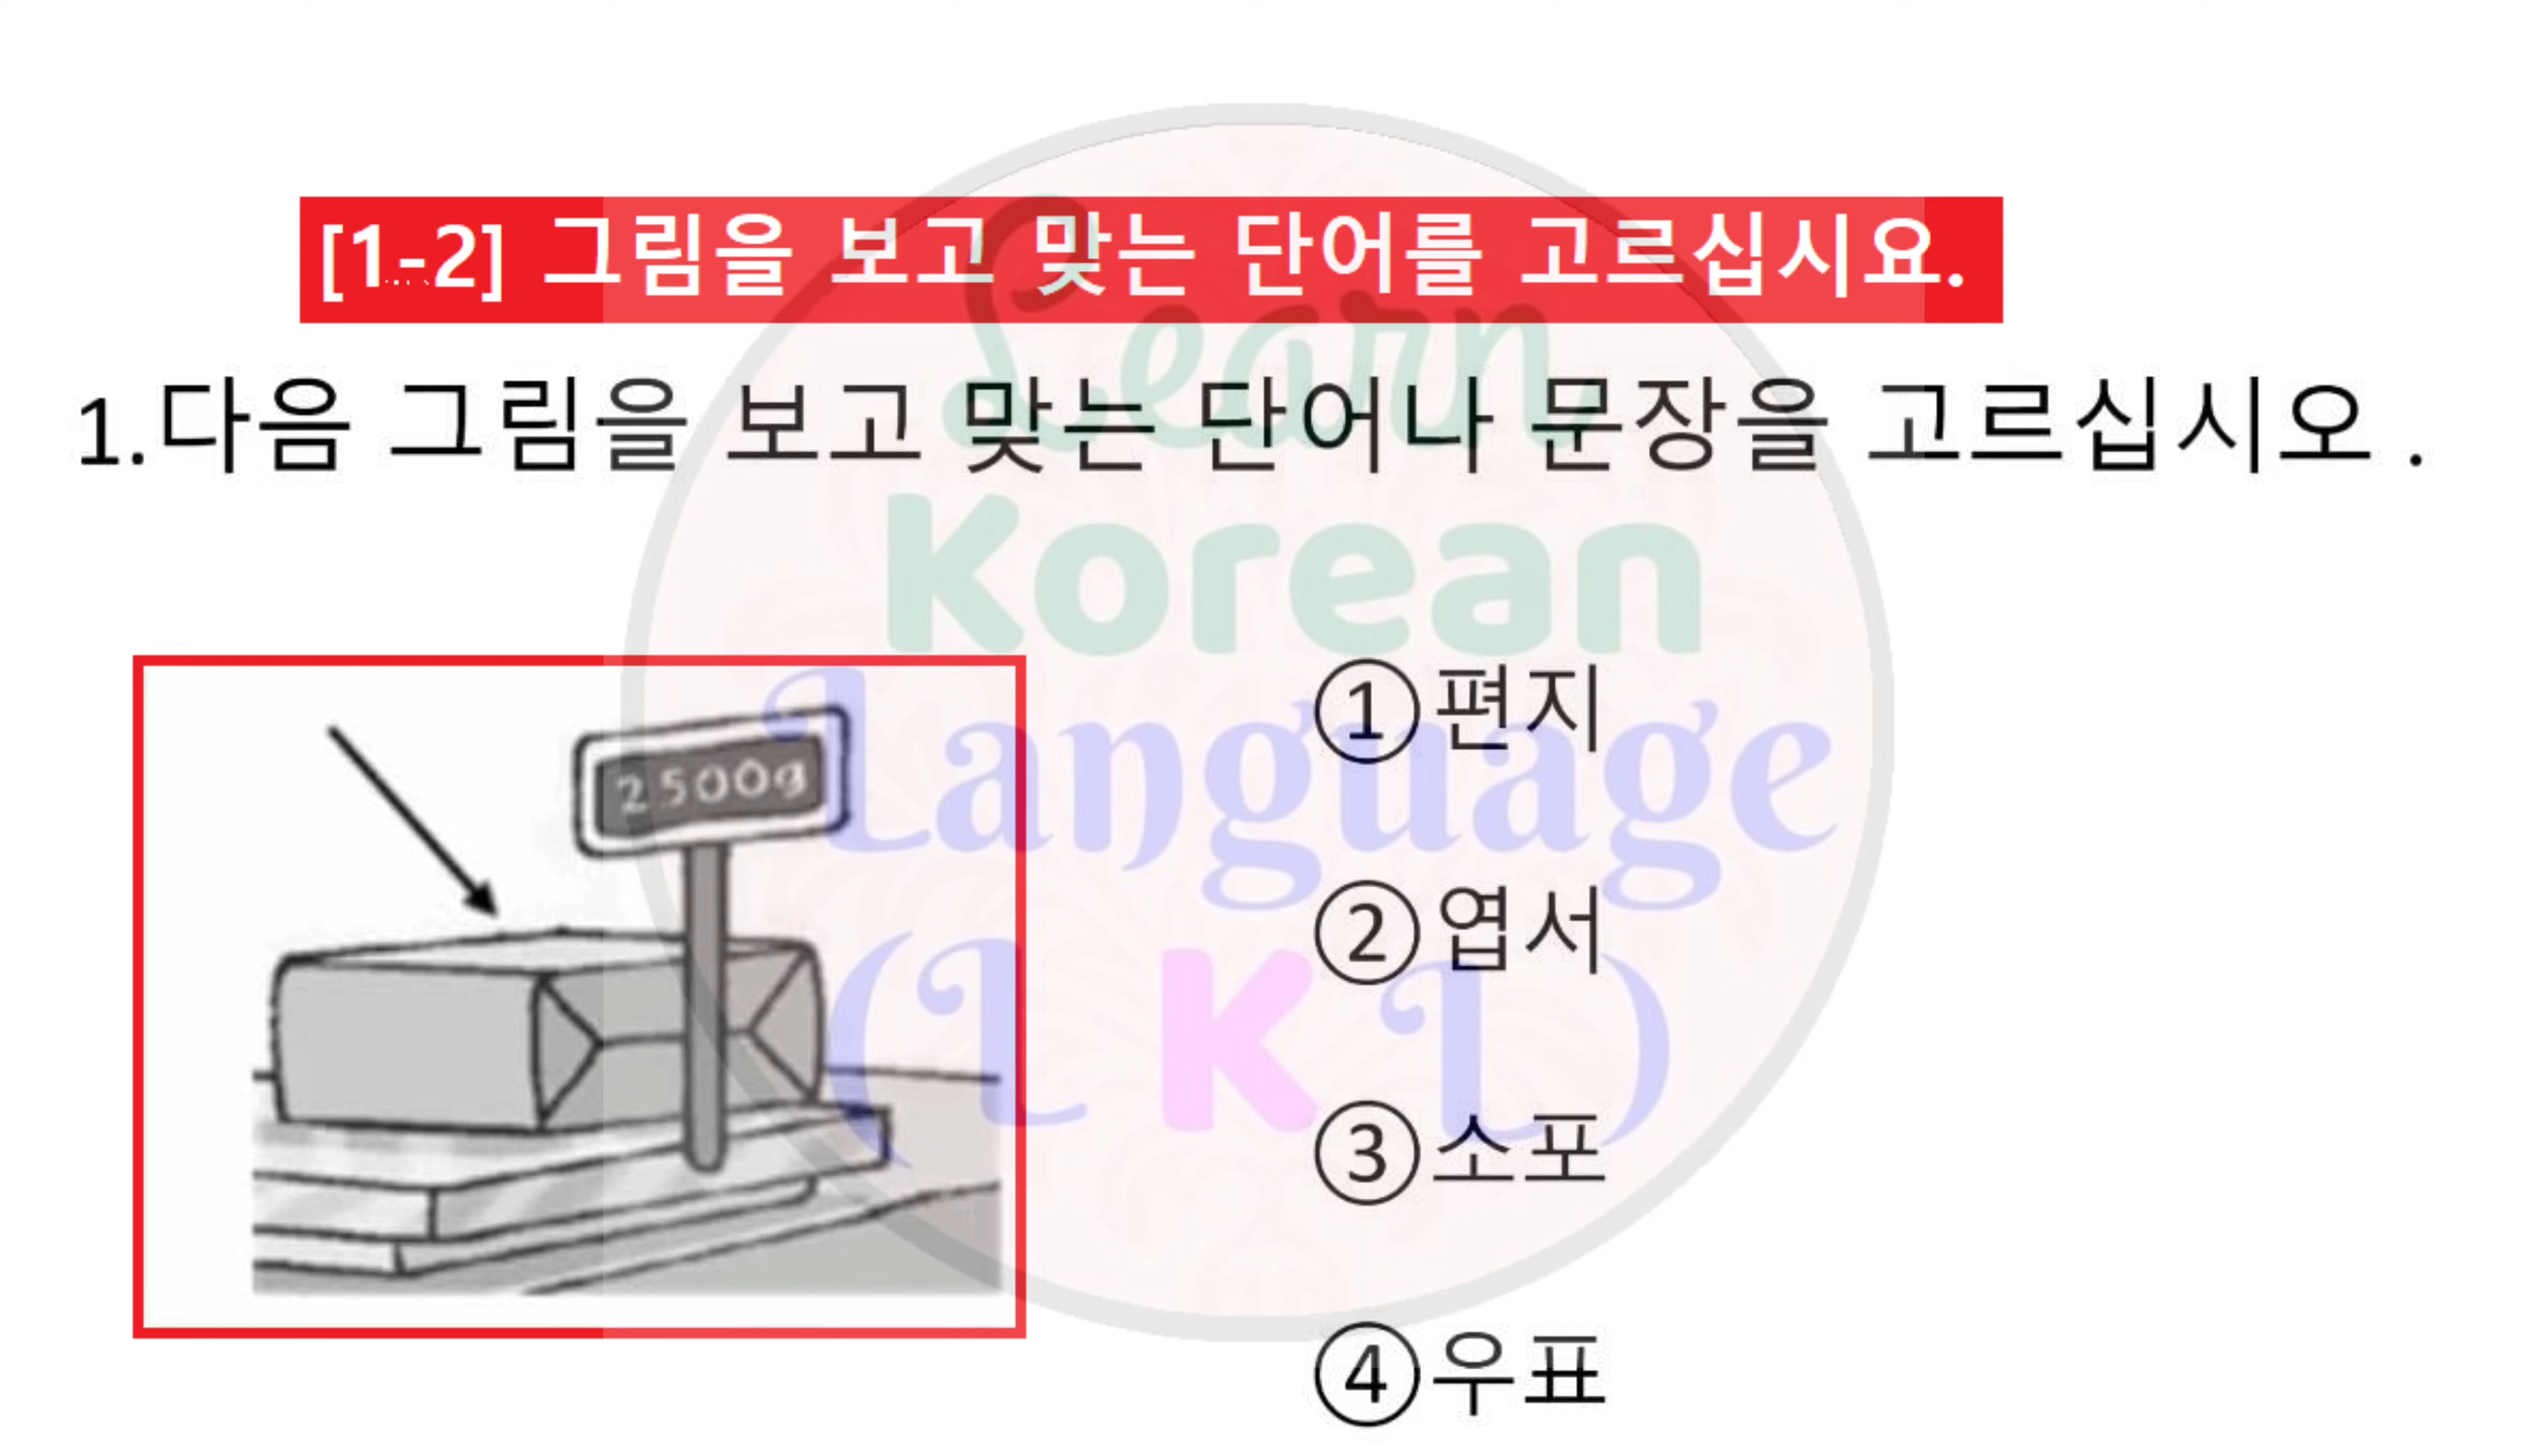 [1-2] 그림을 보고 맞는 단어를 고르십시요.
1.다음 그림을 보고 맞는 단어나 문장을 고르십시오 .
2500g
①편지
②엽서
③소포
④우표
Learn
Korean
Language
(L K L)